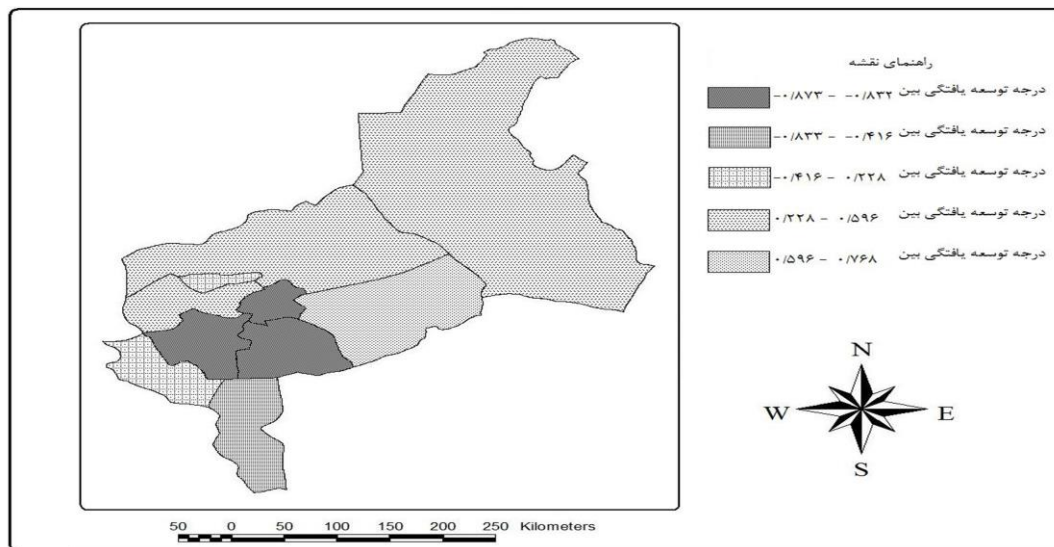 راهنمای نقشه
درجه توسعه یافتگی بین -۰/۸۷۳ - -۰/۸۳۲
درجه توسعه یافتگی بین -۰/۸۳۳ - -۰/۴۱۶
درجه توسعه یافتگی بین -۰/۴۱۶ - ۰/۲۲۸
درجه توسعه یافتگی بین ۰/۲۲۸ - ۰/۵۹۶
درجه توسعه یافتگی بین ۰/۵۹۶ - ۰/۷۶۸
N
W E
S
50 0 50 100 150 200 250 Kilometers